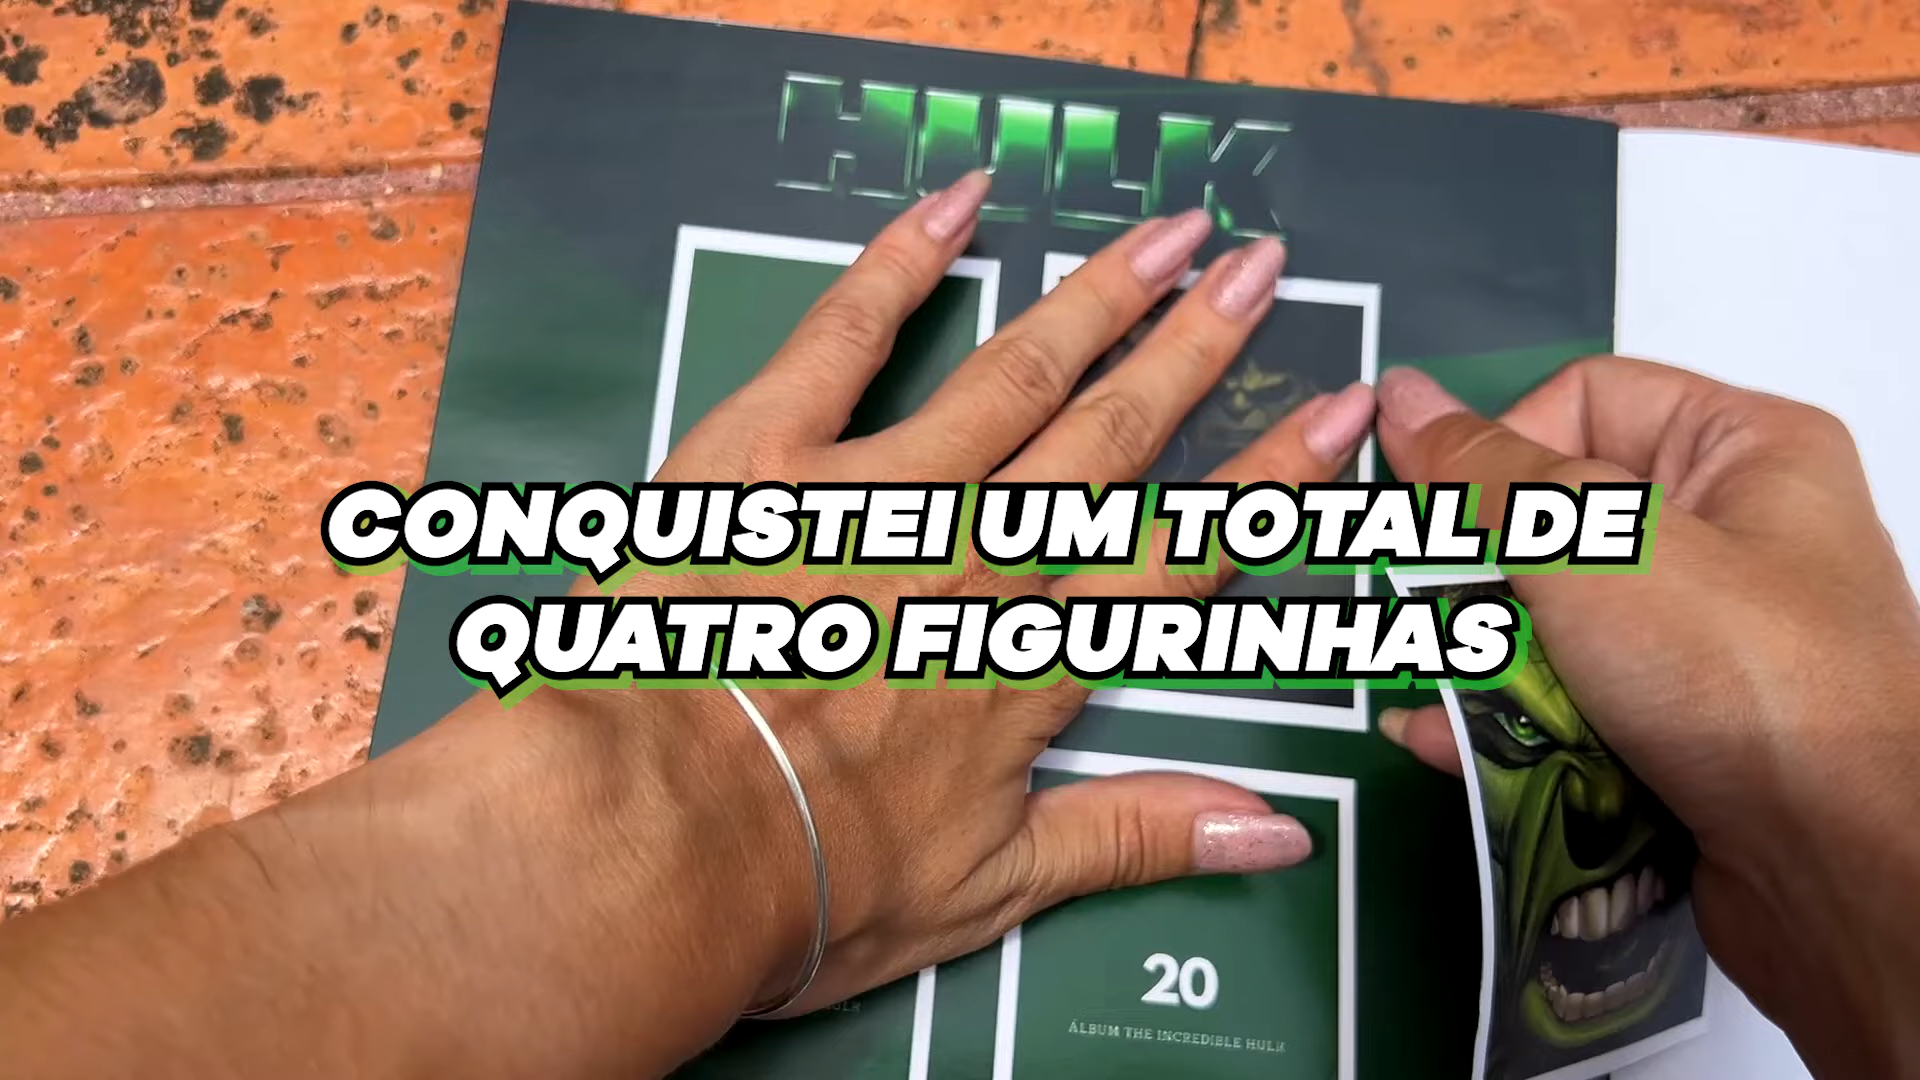 HULK
CONQUISTEI UM TOTAL DE
QUATRO FIGURINHAS
20
ÁLBUM THE INCREDIBLE HULK